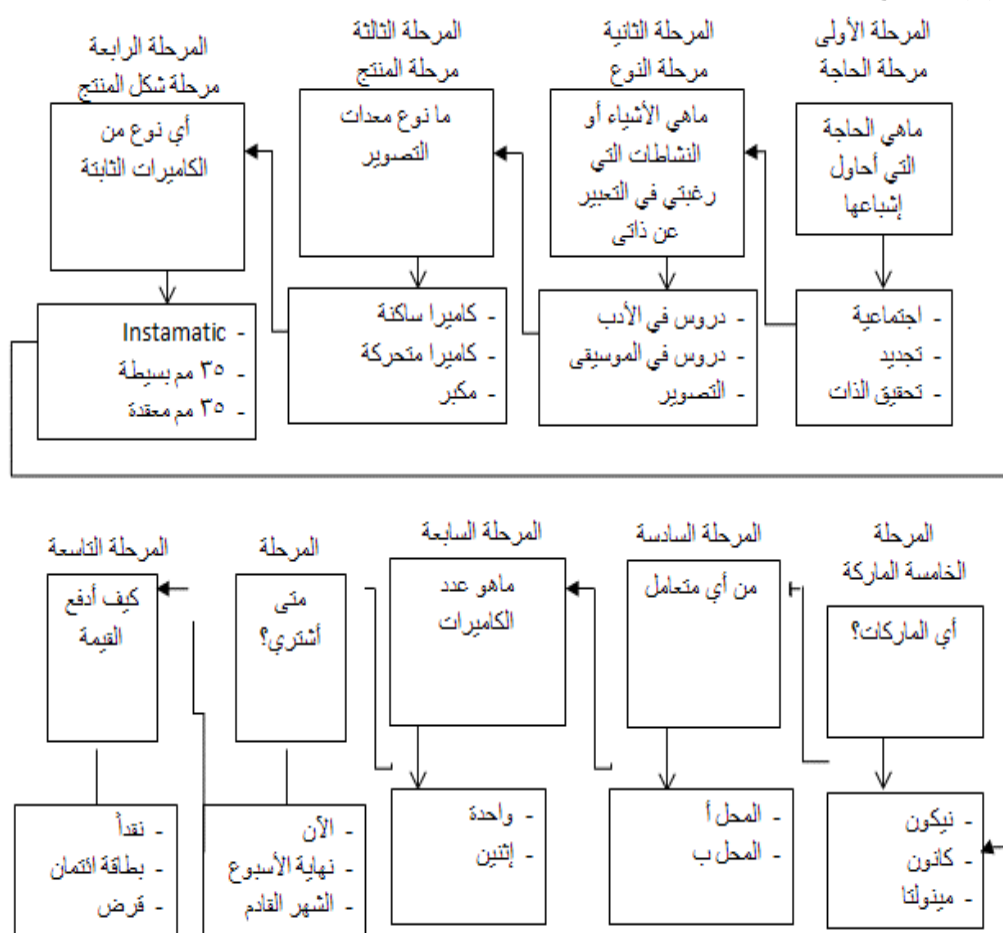 المرحلة الأولى
مرحلة الحاجة
ماهي الحاجة
التي أحاول
إشباعها
- اجتماعية
- تجديد
- تحقيق الذات
المرحلة الثانية
مرحلة النوع
ماهي الأشياء أو
النشاطات التي
رغبتي في التعبير
عن ذاتى
- دروس في الأدب
- دروس في الموسيقى
- التصوير
المرحلة الثالثة
مرحلة المنتج
ما نوع معدات
التصوير
- كاميرا ساكنة
- كاميرا متحركة
- مكبر
المرحلة الرابعة
مرحلة شكل المنتج
أي نوع من
الكاميرات الثابتة
- Instamatic
- ٣٥ مم بسيطة
- ٣٥ مم معقدة
المرحلة
الخامسة الماركة
أي الماركات؟
- نيكون
- كانون
- مينولتا
المرحلة السادسة
من أي متعامل
- المحل أ
- المحل ب
المرحلة السابعة
ماهو عدد
الكاميرات
- واحدة
- إثنين
المرحلة
متى
أشتري؟
- الآن
- نهاية الأسبوع
- الشهر القادم
المرحلة التاسعة
كيف أدفع
القيمة
- نقداً
- بطاقة ائتمان
- قرض